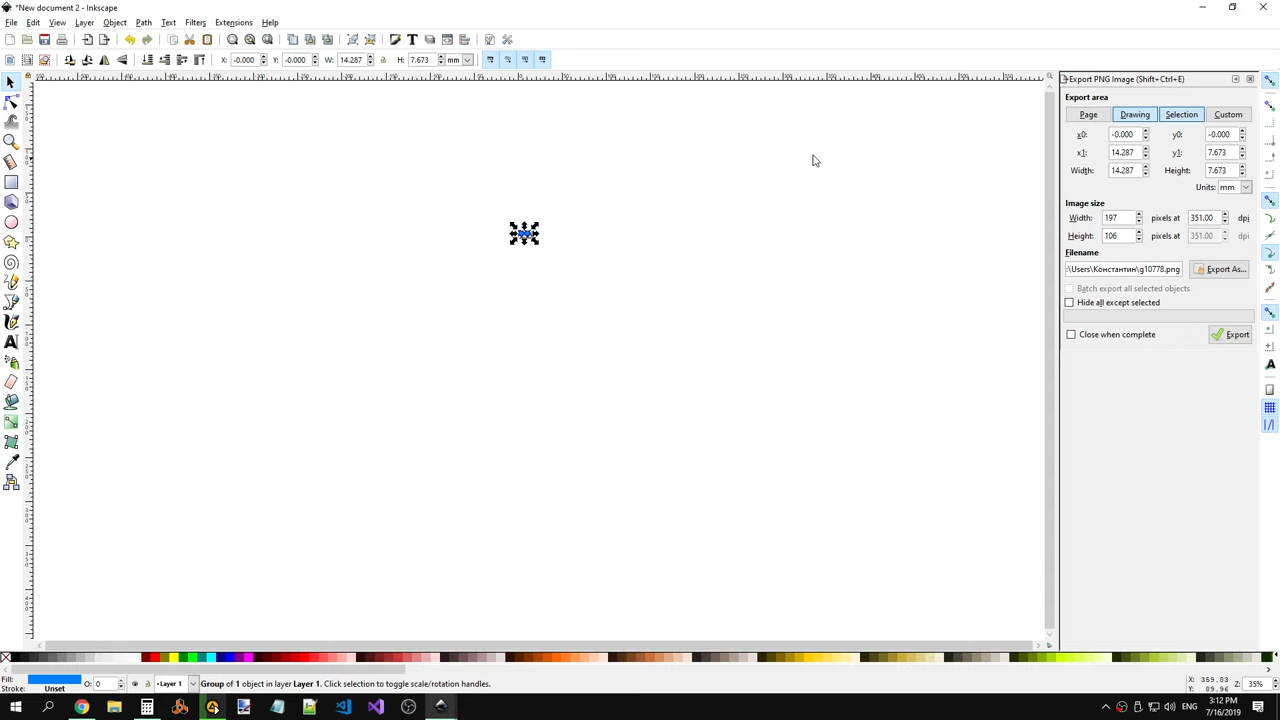 *New document 2 - Inkscape
File Edit View Layer Object Path Text Filters Extensions Help
X: -0.000 Y: -0.000 W: 14.287 H: 7.673 mm
Export PNG Image (Shift+Ctrl+E)
Export area
Page Drawing Selection Custom
x0: -0.000 y0: -0.000
x1: 14.287 y1: 7.673
Width: 14.287 Height: 7.673
Units: mm
Image size
Width: 197 pixels at 351.00 dpi
Height: 106 pixels at 351.00 dpi
Filename
:\Users\Константин\g10778.png Export As...
Batch export all selected objects
Hide all except selected
Close when complete Export
Fill:
Stroke: Unset
O: 0
Layer 1
Group of 1 object in layer Layer 1. Click selection to toggle scale/rotation handles.
X: 359.83
Y: 89.96
Z: 35%
ENG
3:12 PM
7/16/2019